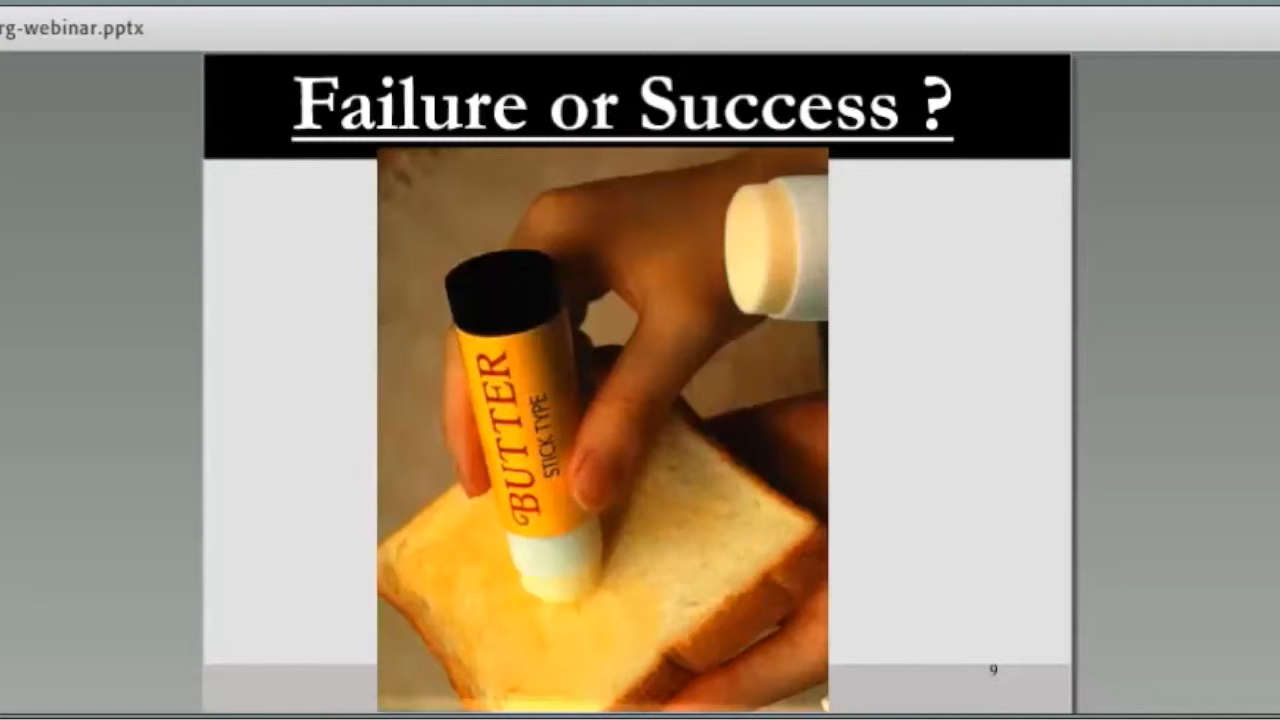 rg-webinar.pptx
Failure or Success ?
BUTTER
STICK TYPE
9